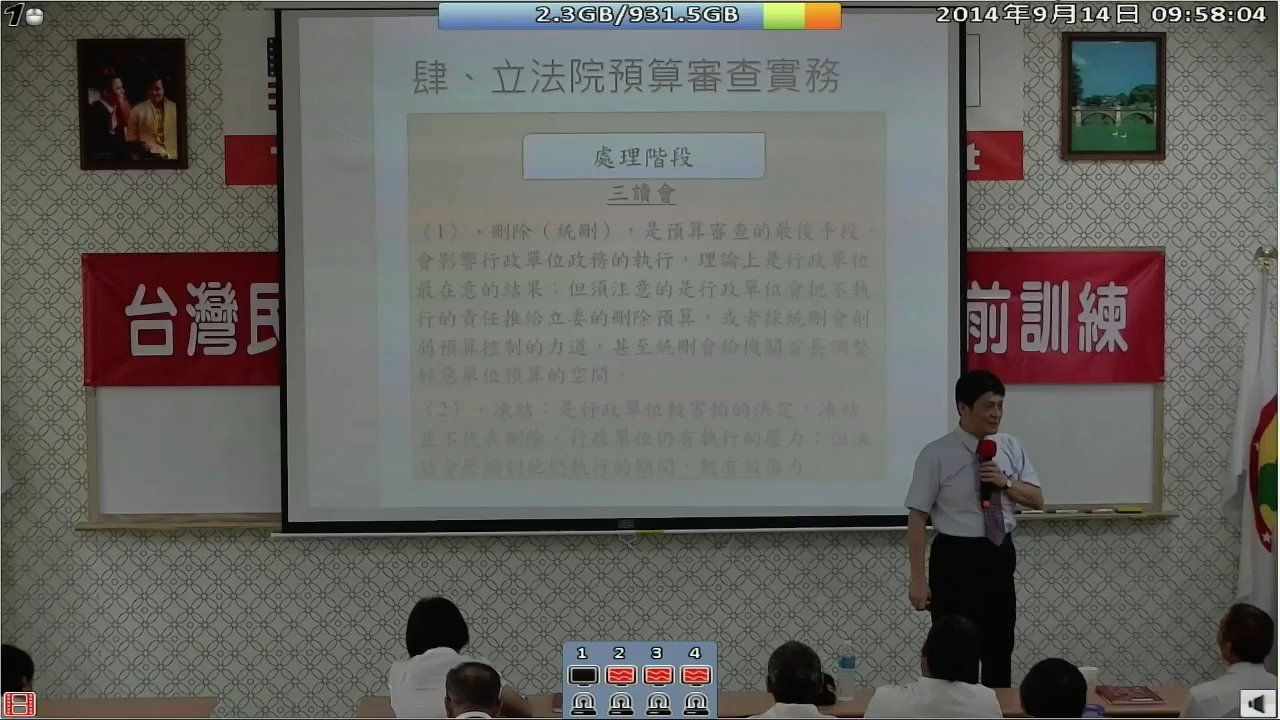 1
2.3GB/931.5GB
2014年9月14日 09:58:04
肆、立法院預算審查實務
處理階段
三讀會
（1）、刪除（統刪），是預算審查的最後手段，
會影響行政單位政務的執行，理論上是行政單位
最在意的結果；但須注意的是行政單位會把不執
行的責任推給立委的刪除預算，或者採統刪會削
弱預算控制的力道，甚至統刪會給機關首長調整
好惡單位預算的空間。
（2）、凍結：是行政單位較害怕的決定，凍結
並不代表刪除，行政單位仍有執行的壓力；但凍
結會壓縮到他們執行的期間，較有殺傷力。
t
台灣民
前訓練
1 2 3 4